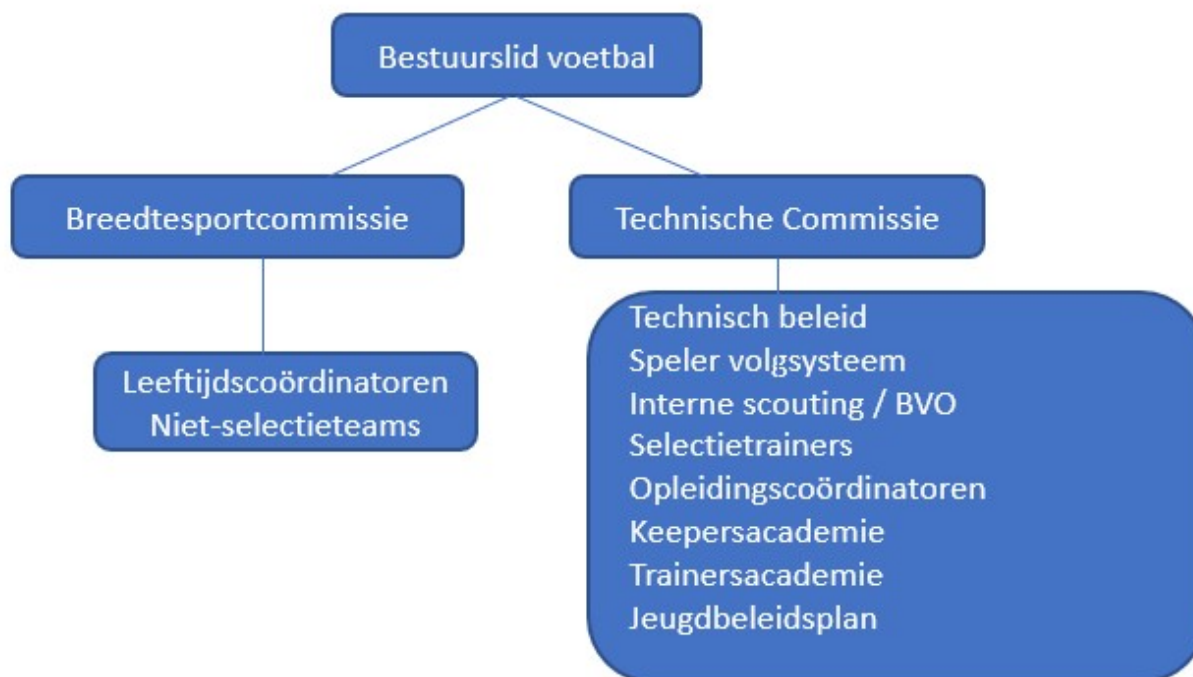 Bestuurslid voetbal
Breedtesportcommissie
Technische Commissie
Leeftijdscoördinatoren
Niet-selectieteams
Technisch beleid
Speler volgsysteem
Interne scouting / BVO
Selectietrainers
Opleidingscoördinatoren
Keepersacademie
Trainersacademie
Jeugdbeleidsplan